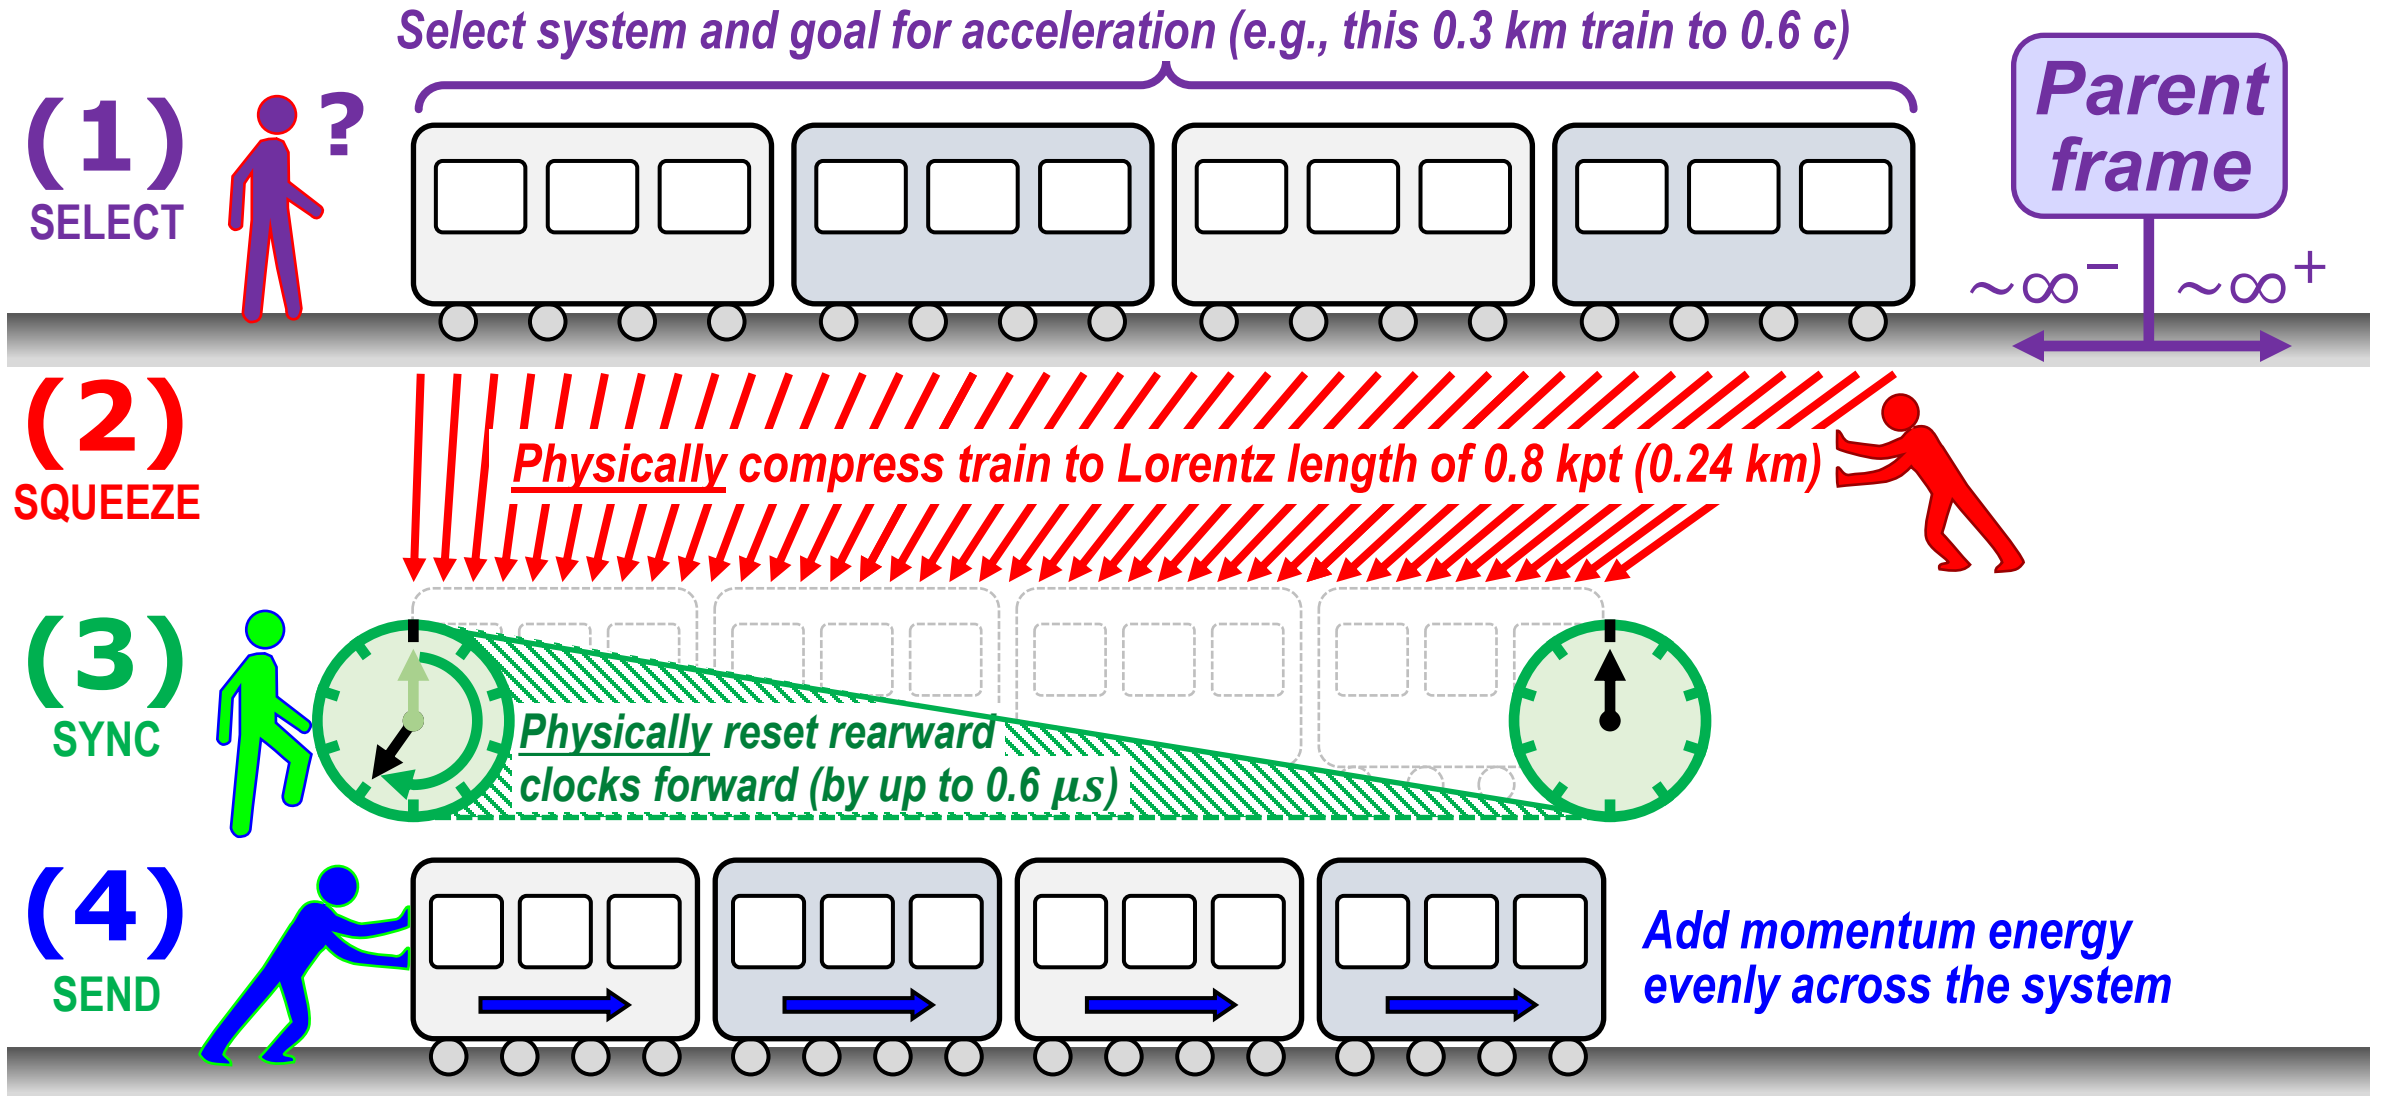 Select system and goal for acceleration (e.g., this 0.3 km train to 0.6 c)
(1)
SELECT
?
Parent
frame
~∞⁻ ~∞⁺
(2)
SQUEEZE
Physically compress train to Lorentz length of 0.8 kpt (0.24 km)
(3)
SYNC
Physically reset rearward
clocks forward (by up to 0.6 μs)
(4)
SEND
Add momentum energy
evenly across the system